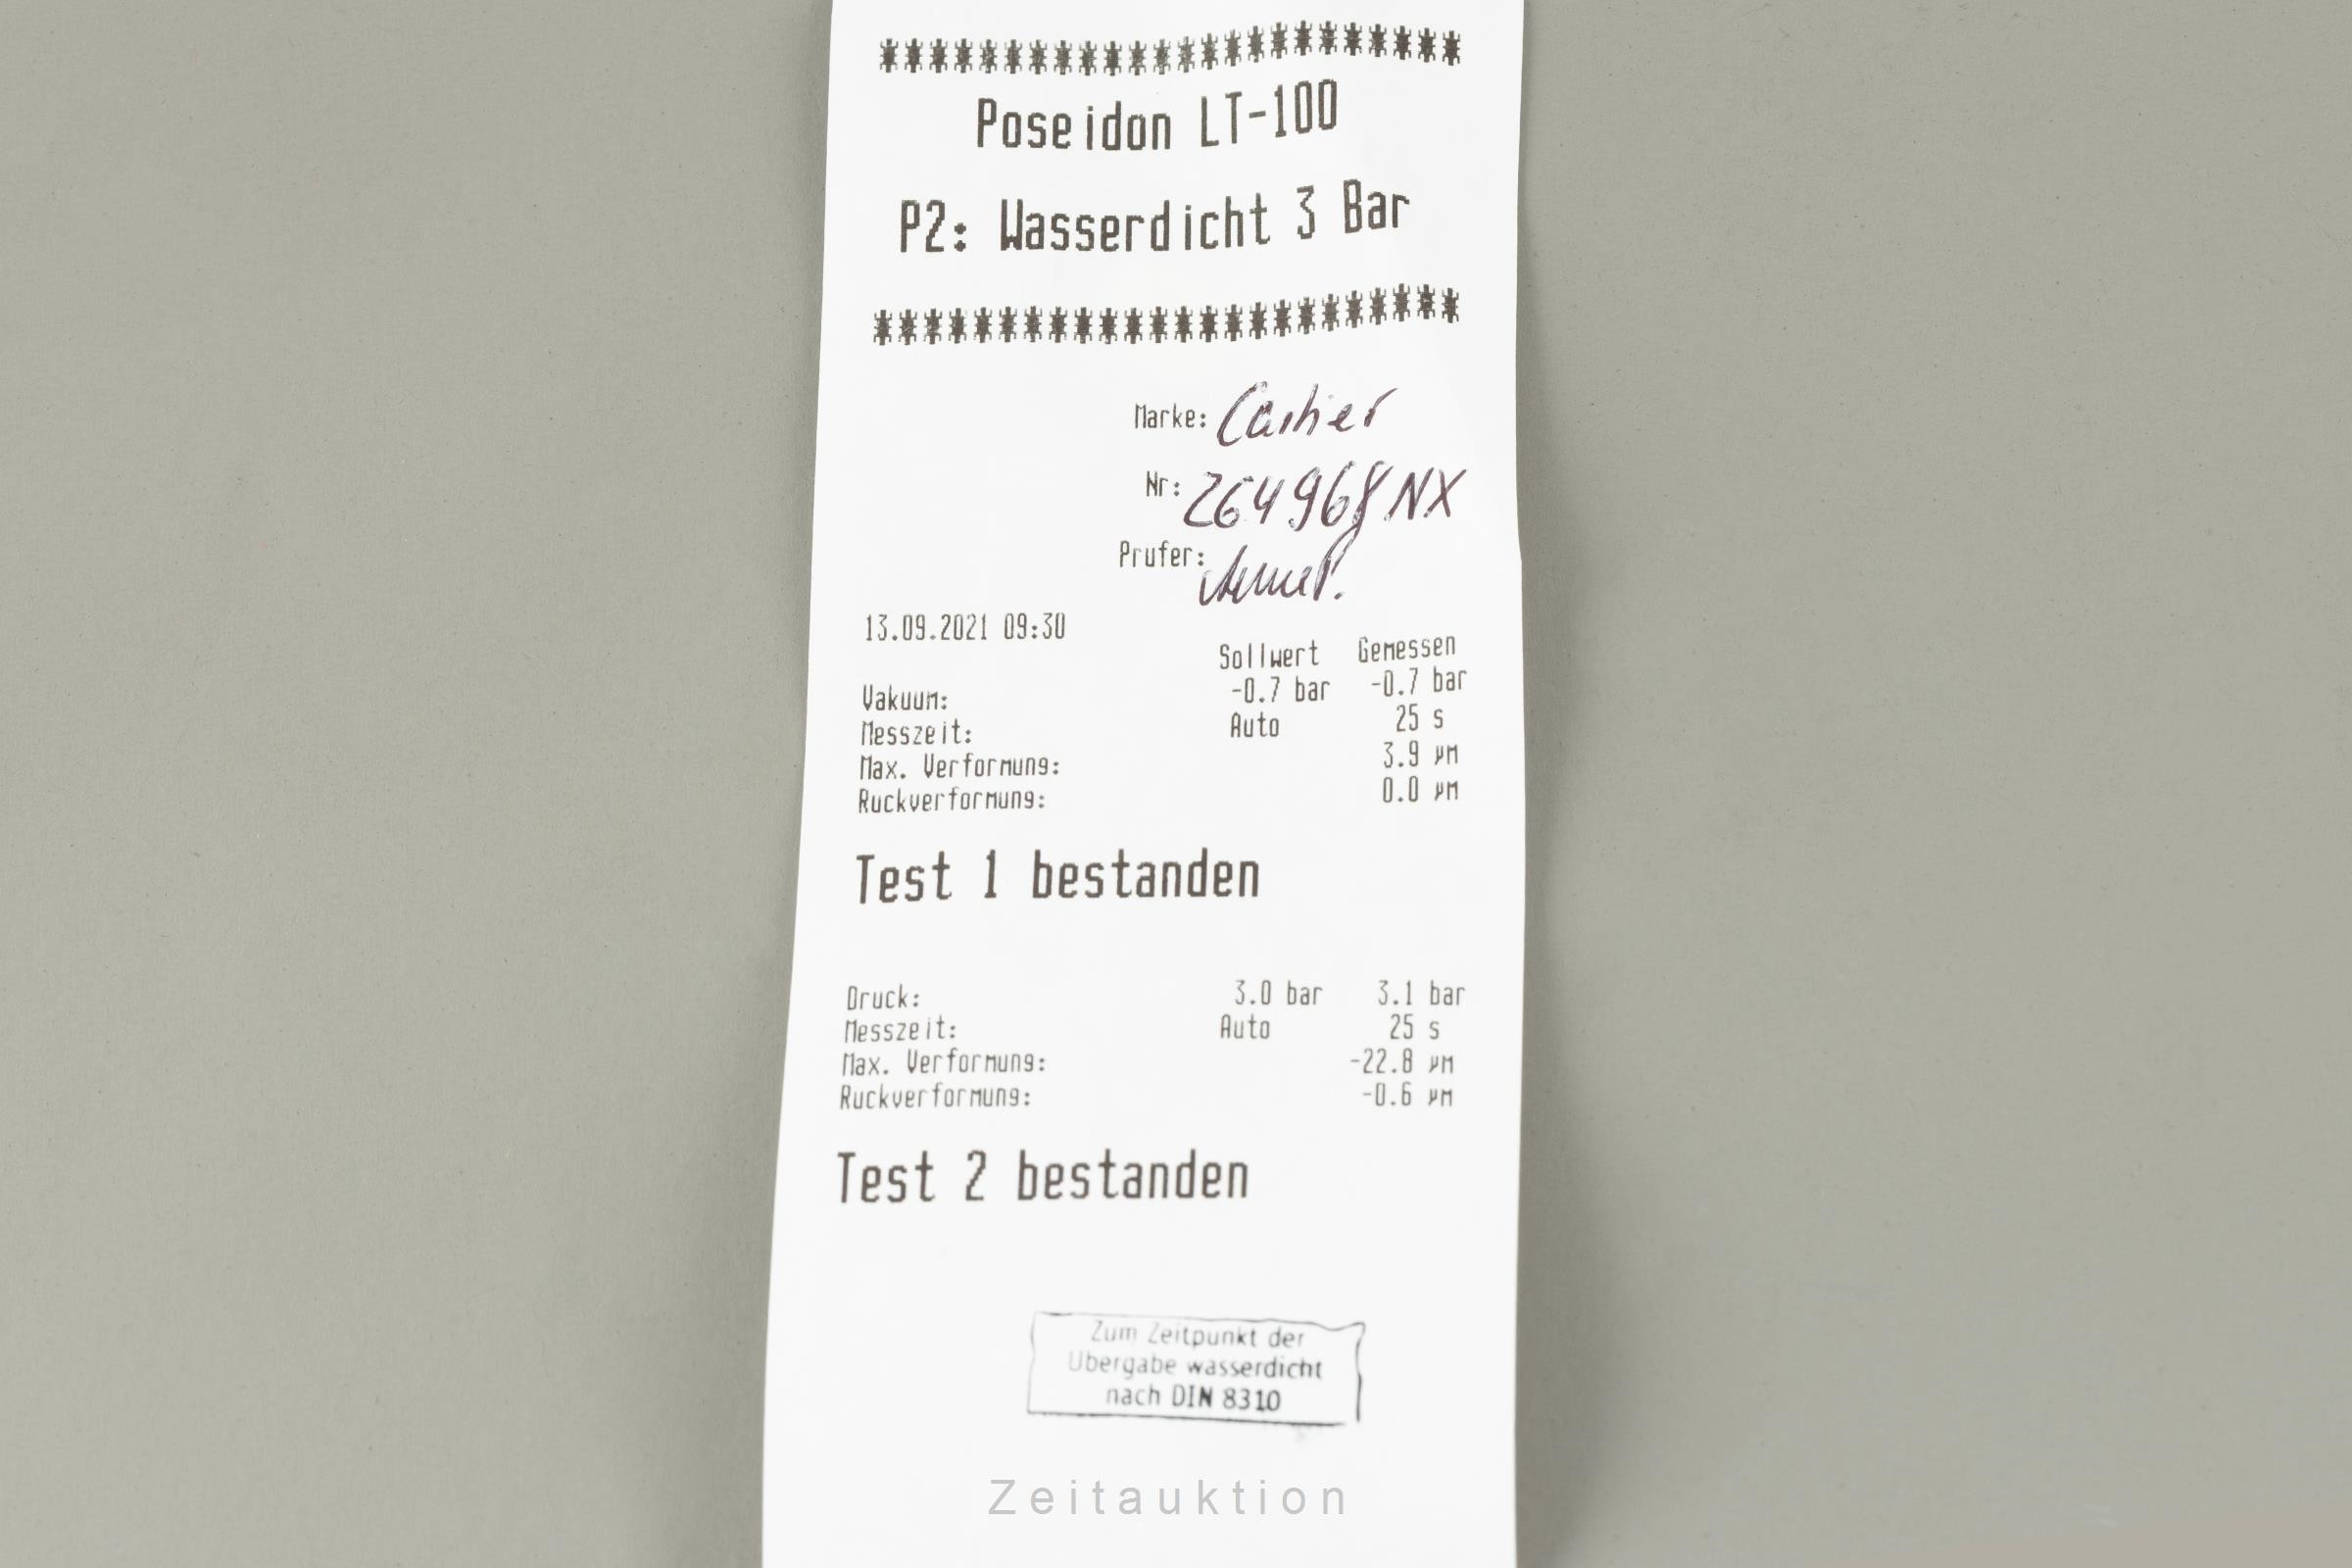 ************************
Poseidon LT-100
P2: Wasserdicht 3 Bar
************************
Marke: Cartier
Nr: 264968NX
Prufer:
13.09.2021 09:30
Sollwert Gemessen
Vakuum: -0.7 bar -0.7 bar
Messzeit: Auto 25 s
Max. Verformung: 3.9 µm
Ruckverformung: 0.0 µm
Test 1 bestanden
Druck: 3.0 bar 3.1 bar
Messzeit: Auto 25 s
Max. Verformung: -22.8 µm
Ruckverformung: -0.6 µm
Test 2 bestanden
Zum Zeitpunkt der
Übergabe wasserdicht
nach DIN 8310
Zeitauktion